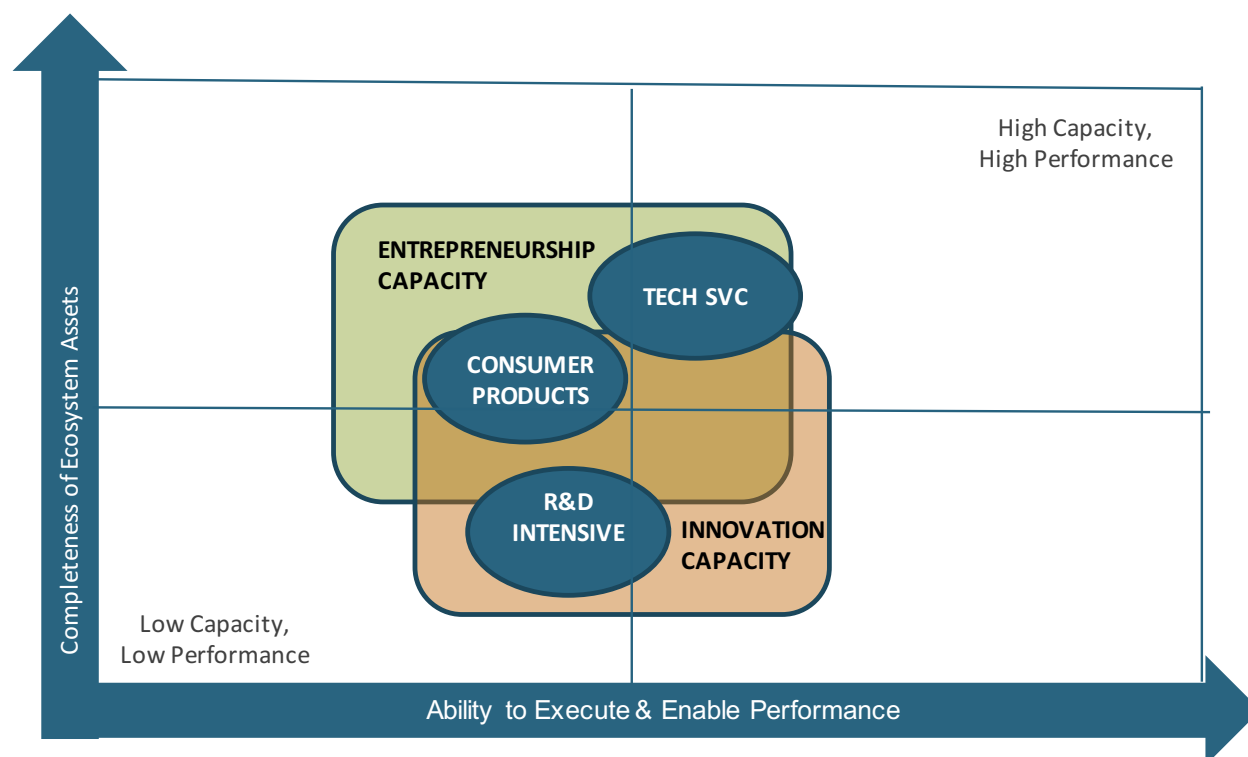 High Capacity,
High Performance
ENTREPRENEURSHIP
CAPACITY
TECH SVC
CONSUMER
PRODUCTS
R&D
INTENSIVE
INNOVATION
CAPACITY
Low Capacity,
Low Performance
Completeness of Ecosystem Assets
Ability to Execute & Enable Performance